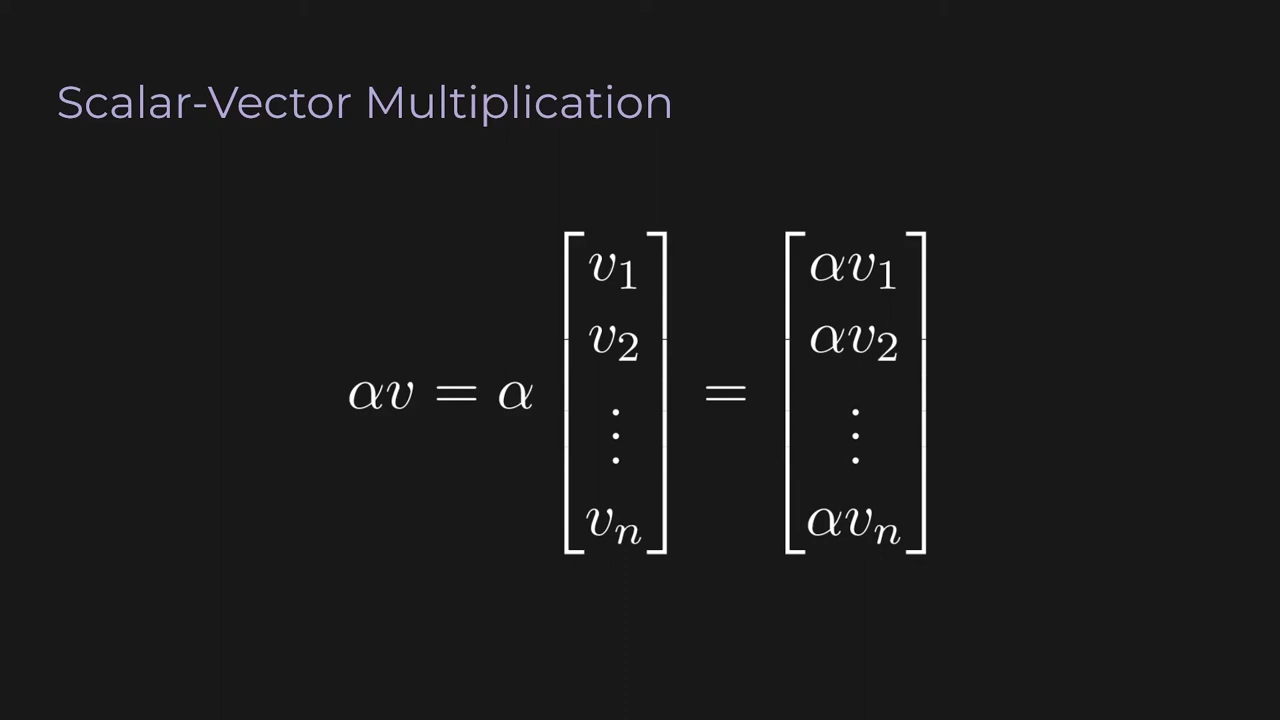 Scalar-Vector Multiplication
αv = α [v₁ v₂ ⋮ vₙ] = [αv₁ αv₂ ⋮ αvₙ]